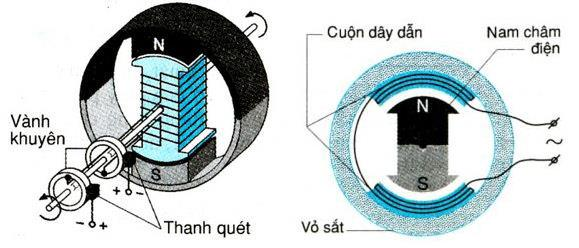 N
Vành
khuyên
S
+ -
- +
Thanh quét
Cuộn dây dẫn
Nam châm
điện
N
S
~
Vỏ sắt